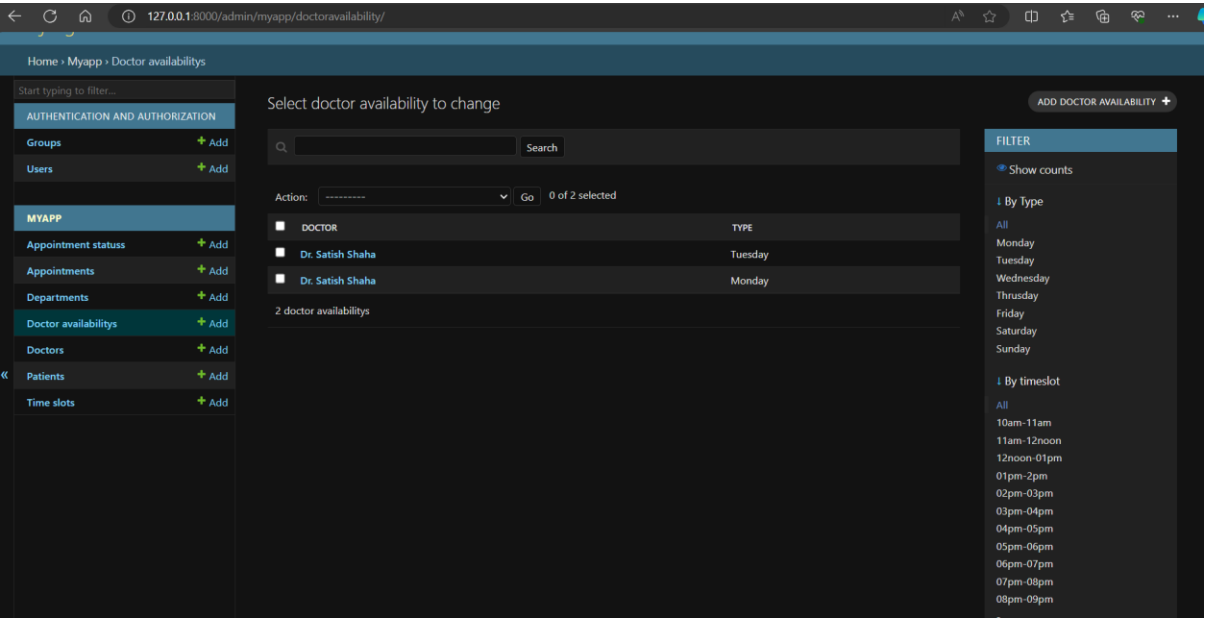 127.0.0.1:8000/admin/myapp/doctoravailability/
Home › Myapp › Doctor availabilitys
Start typing to filter...
AUTHENTICATION AND AUTHORIZATION
Groups + Add
Users + Add
MYAPP
Appointment statuss + Add
Appointments + Add
Departments + Add
Doctor availabilitys + Add
Doctors + Add
Patients + Add
Time slots + Add
«
Select doctor availability to change
ADD DOCTOR AVAILABILITY +
Search
Action: --------- Go 0 of 2 selected
DOCTOR TYPE
Dr. Satish Shaha Tuesday
Dr. Satish Shaha Monday
2 doctor availabilitys
FILTER
Show counts
↓ By Type
All
Monday
Tuesday
Wednesday
Thrusday
Friday
Saturday
Sunday
↓ By timeslot
All
10am-11am
11am-12noon
12noon-01pm
01pm-2pm
02pm-03pm
03pm-04pm
04pm-05pm
05pm-06pm
06pm-07pm
07pm-08pm
08pm-09pm